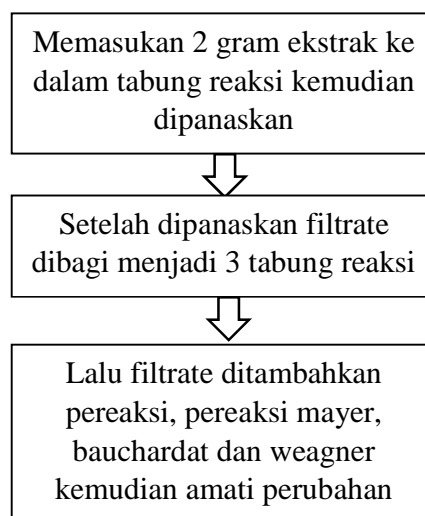 Memasukan 2 gram ekstrak ke
dalam tabung reaksi kemudian
dipanaskan
Setelah dipanaskan filtrate
dibagi menjadi 3 tabung reaksi
Lalu filtrate ditambahkan
pereaksi, pereaksi mayer,
bauchardat dan weagner
kemudian amati perubahan